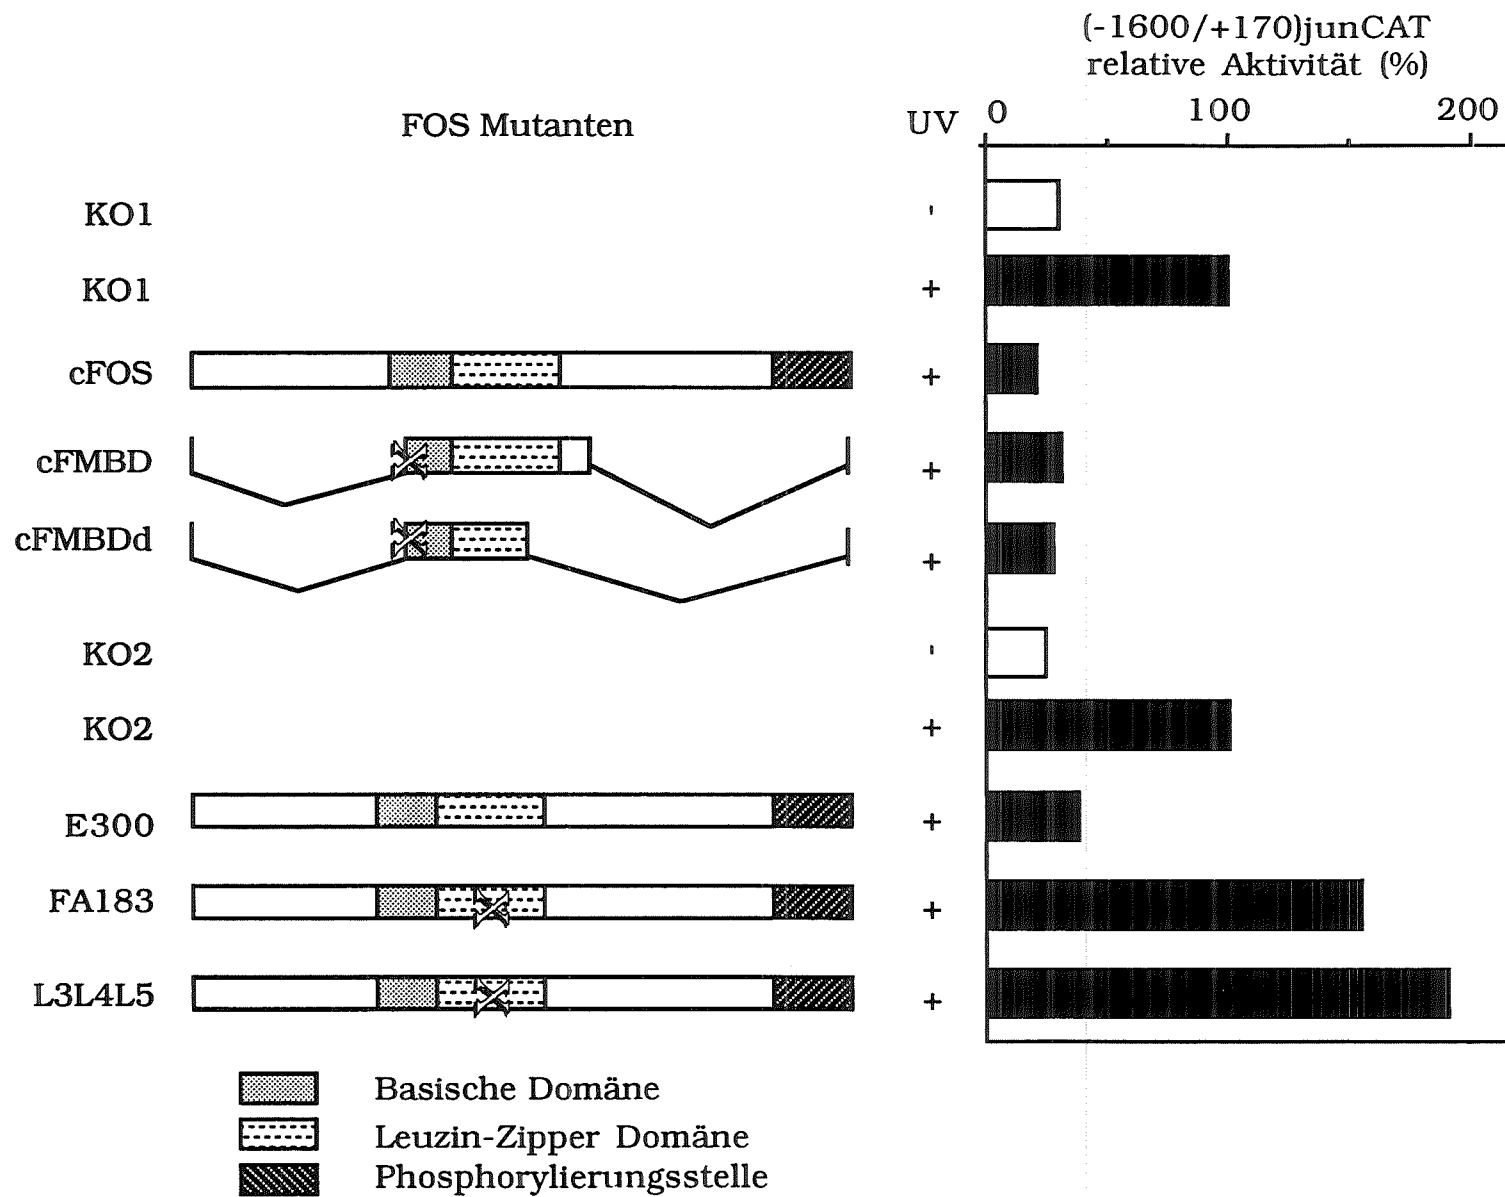 (-1600/+170)junCAT
relative Aktivität (%)
FOS Mutanten
UV
0 100 200
KO1 -
KO1 +
cFOS +
cFMBD +
cFMBDd +
KO2 -
KO2 +
E300 +
FA183 +
L3L4L5 +
Basische Domäne
Leuzin-Zipper Domäne
Phosphorylierungsstelle